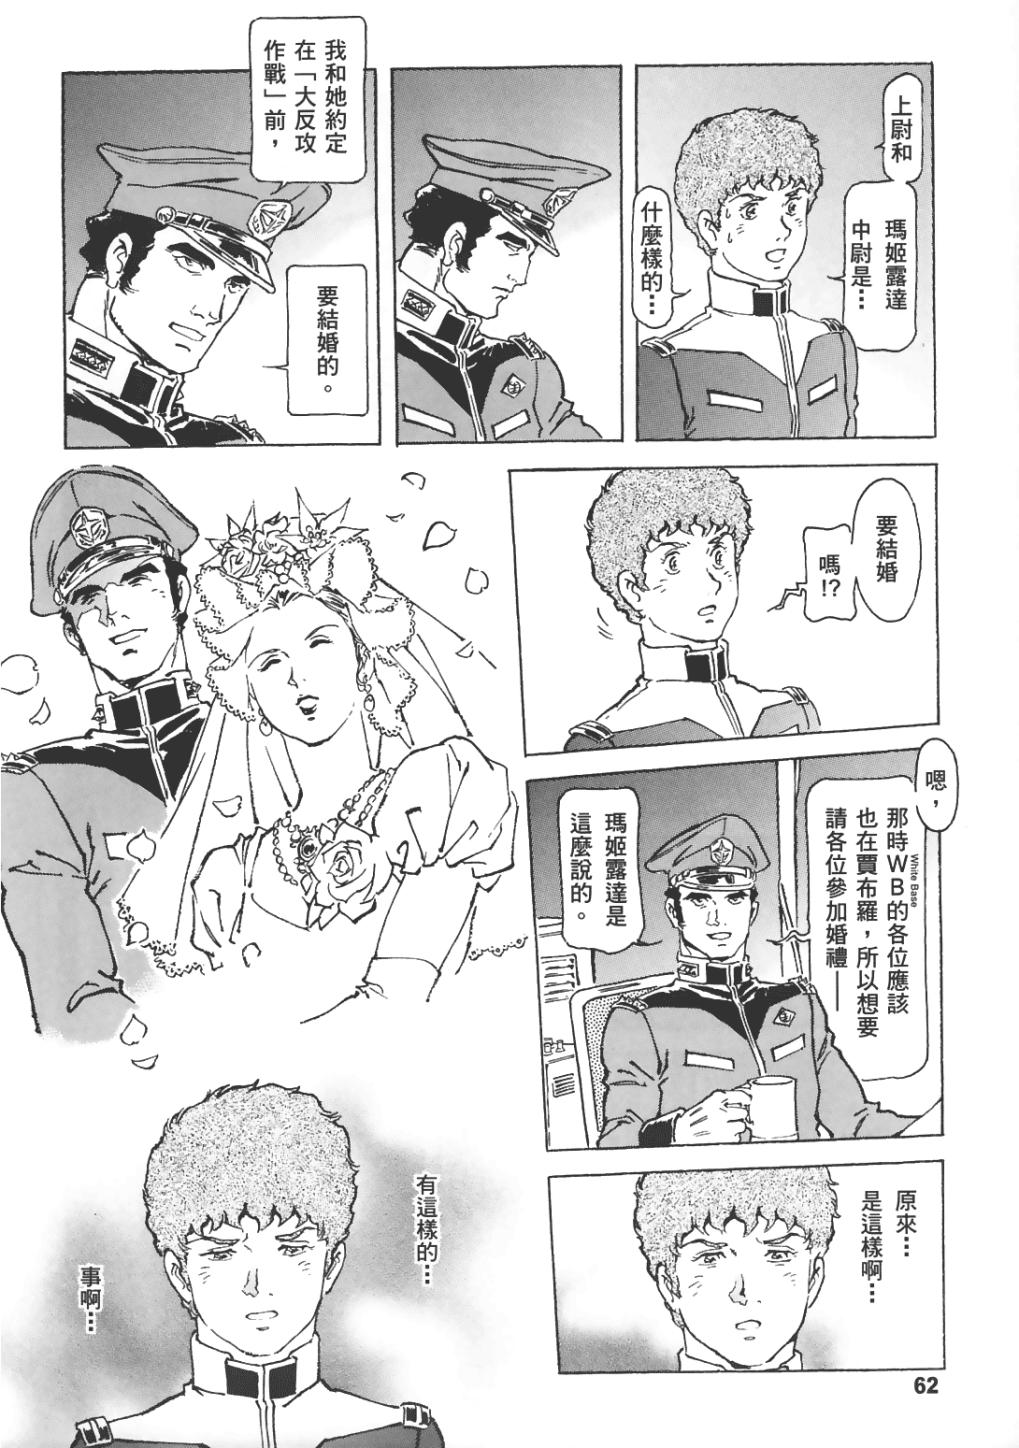 上尉和
瑪姬露達
中尉是…
什麼樣的…
我和她約定
在「大反攻
作戰」前，
要結婚的。
要結婚
嗎!?
嗯，
那時WB的各位應該
White Base
也在賈布羅，所以想要
請各位參加婚禮——
瑪姬露達是
這麼說的。
原來…
是這樣啊…
有這樣的…
事啊…
62